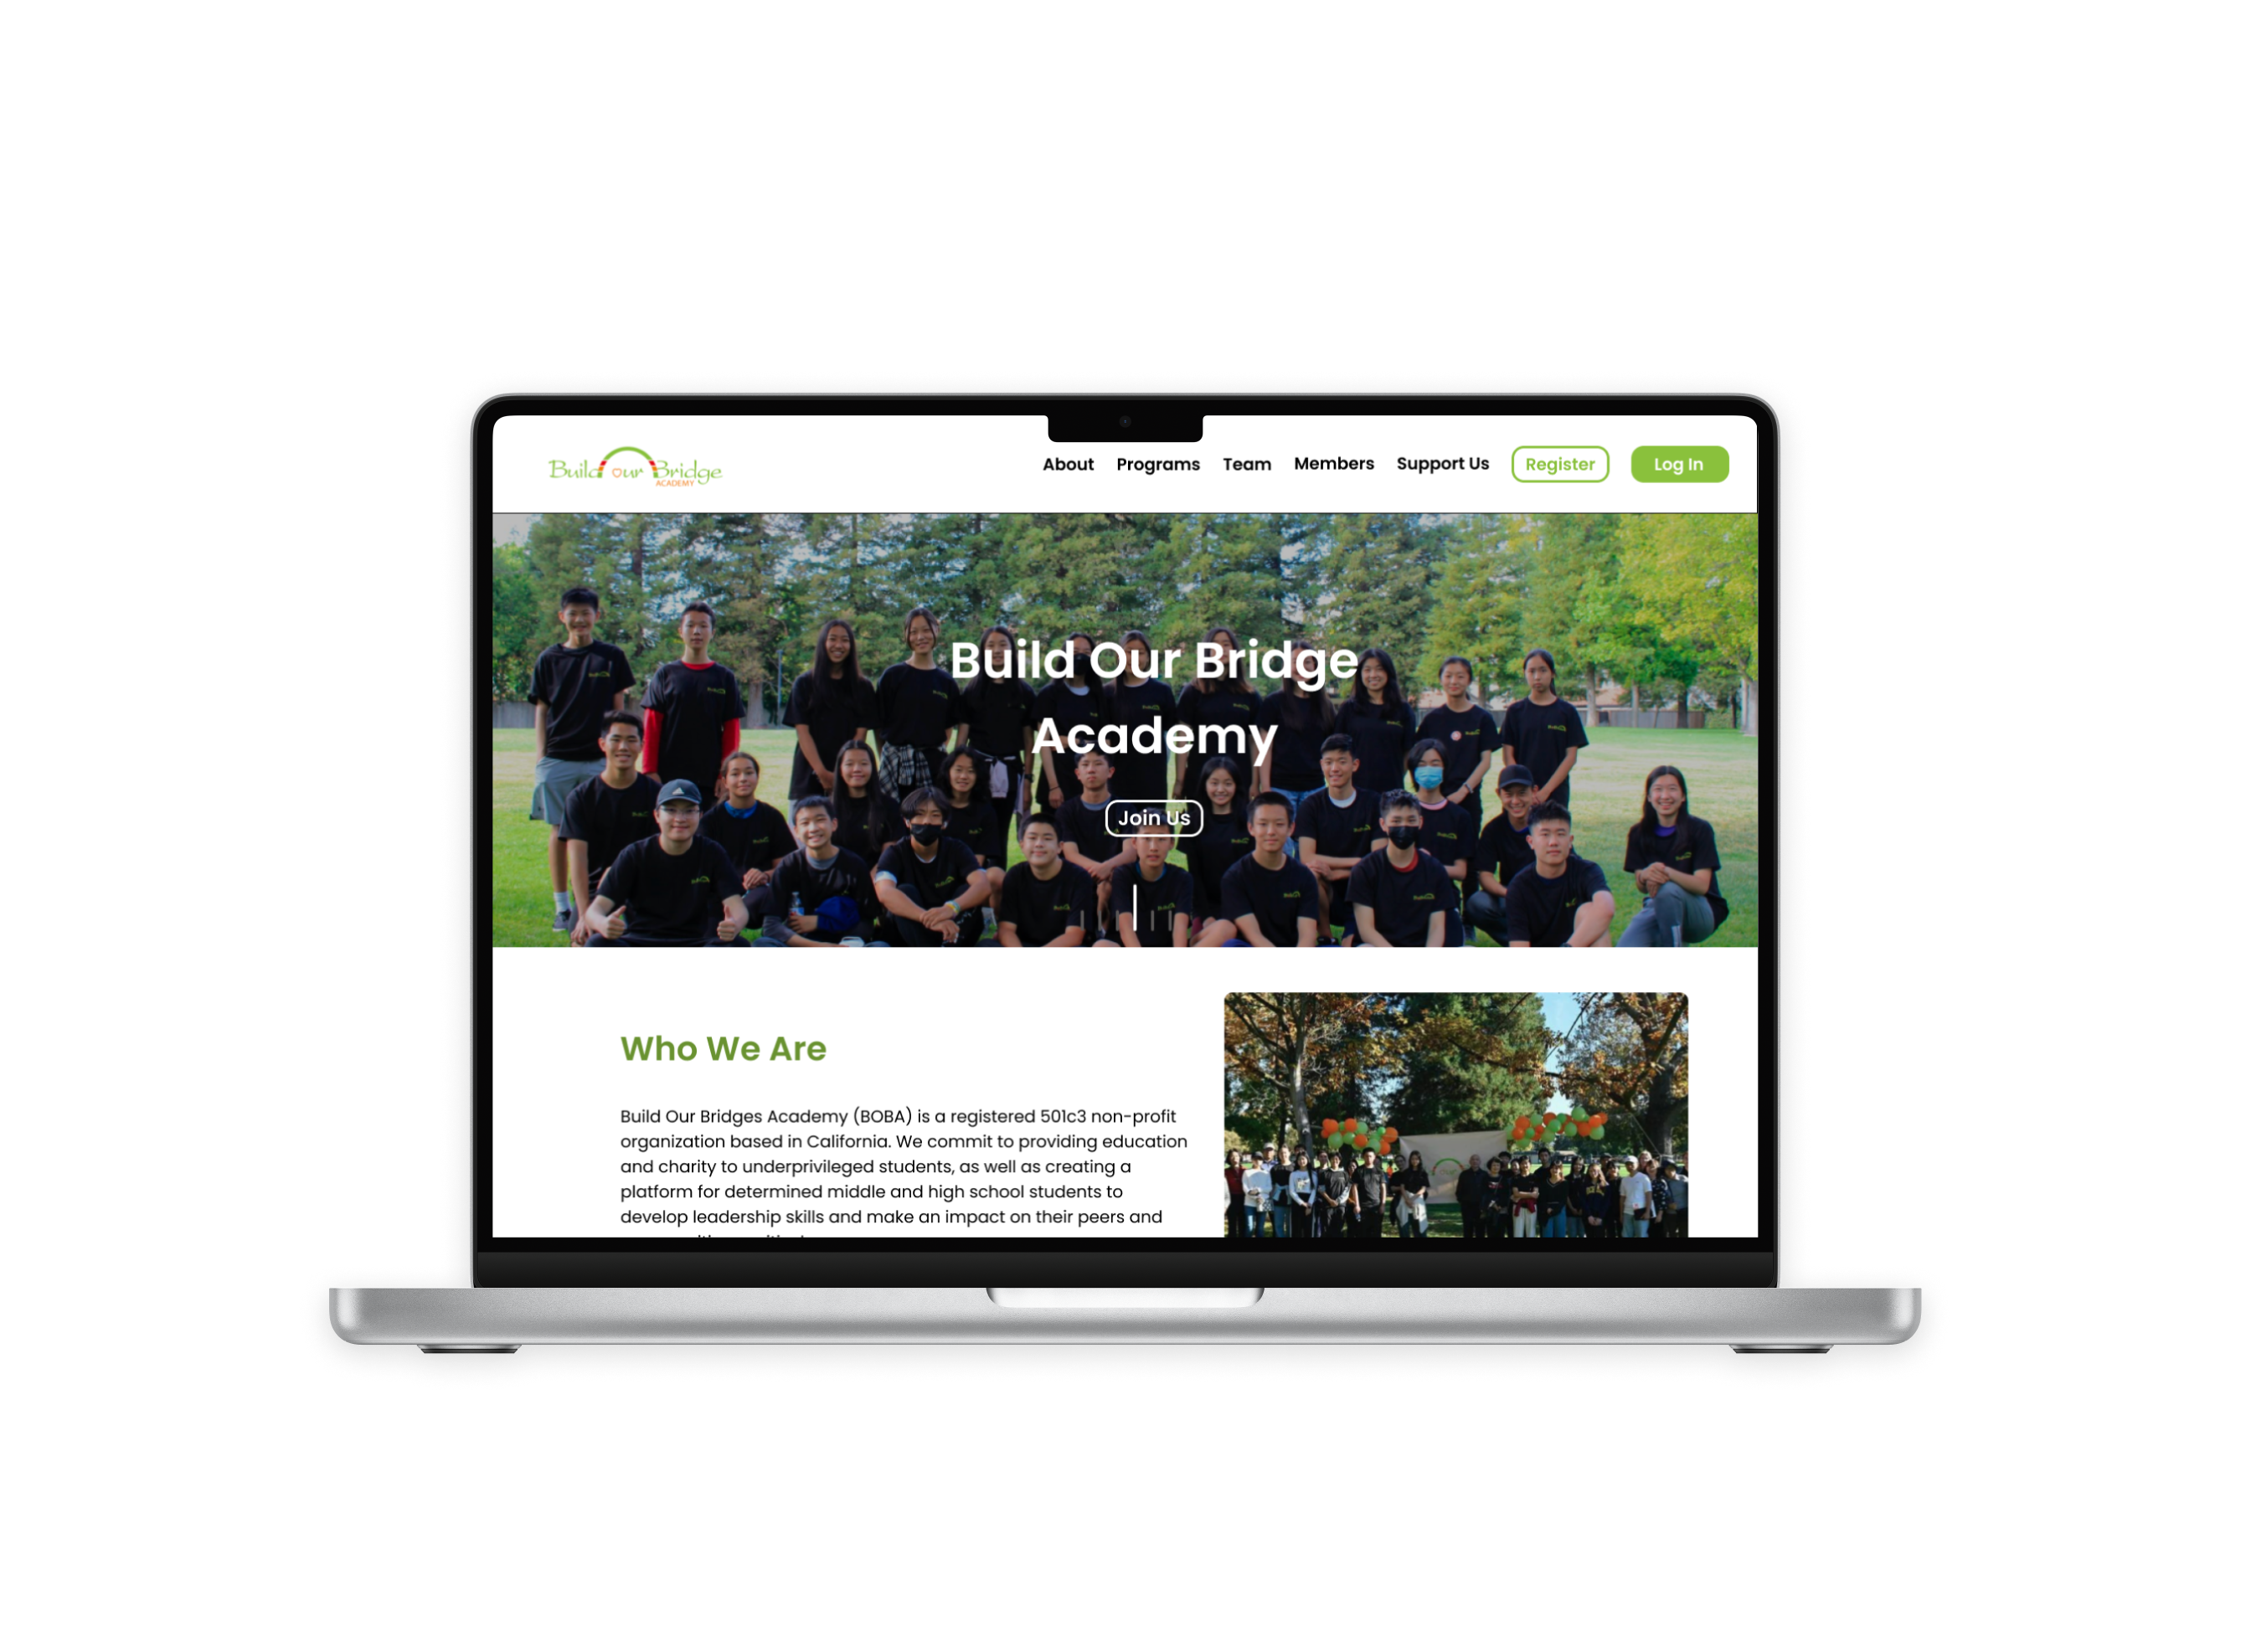 Build Our Bridge
ACADEMY
About Programs Team Members Support Us Register Log In
Build Our Bridge
Academy
Join Us
Who We Are
Build Our Bridges Academy (BOBA) is a registered 501c3 non-profit
organization based in California. We commit to providing education
and charity to underprivileged students, as well as creating a
platform for determined middle and high school students to
develop leadership skills and make an impact on their peers and